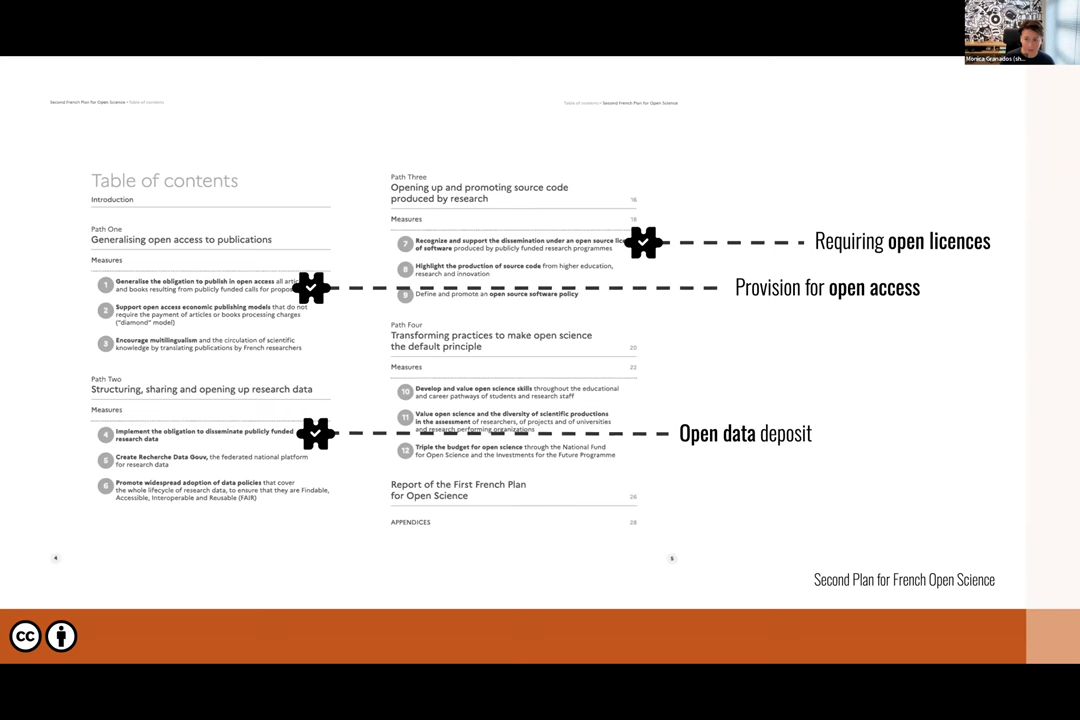 Monica Granados (sh...
Second French Plan for Open Science • Table of contents
Table of contents • Second French Plan for Open Science
Table of contents
Introduction
Path One
Generalising open access to publications
Measures
1 Generalise the obligation to publish in open access all
and books resulting from publicly funded calls for
2 Support open access economic publishing models that do not
require the payment of articles or books processing charges
("diamond" model)
3 Encourage multilingualism and the circulation of scientific
knowledge by translating publications by French researchers
Path Two
Structuring, sharing and opening up research data
Measures
4 Implement the obligation to disseminate publicly funded
research data
5 Create Recherche Data Gouv, the federated national platform
for research data
6 Promote widespread adoption of data policies that cover
the whole lifecycle of research data, to ensure that they are Findable,
Accessible, Interoperable and Reusable (FAIR)
4
Path Three
Opening up and promoting source code
produced by research 16
Measures 18
7 Recognize and support the dissemination under an open source
of software produced by publicly funded research programmes
8 Highlight the production of source code from higher education,
research and innovation
9 Define and promote an open source software policy
Path Four
Transforming practices to make open science
the default principle 20
Measures 22
10 Develop and value open science skills throughout the educational
and career pathways of students and research staff
11 Value open science and the diversity of scientific productions
in the assessment of researchers, of projects and of universities
and research performing organizations
12 Triple the budget for open science through the National Fund
for Open Science and the Investments for the Future Programme
Report of the First French Plan
for Open Science 26
APPENDICES 28
5
Requiring open licences
Provision for open access
Open data deposit
Second Plan for French Open Science
cc